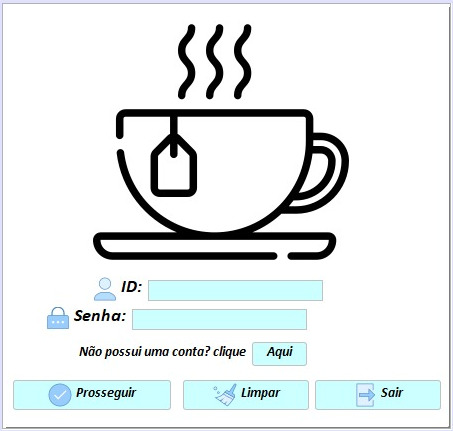 ID:
Senha:
Não possui uma conta? clique Aqui
Prosseguir Limpar Sair